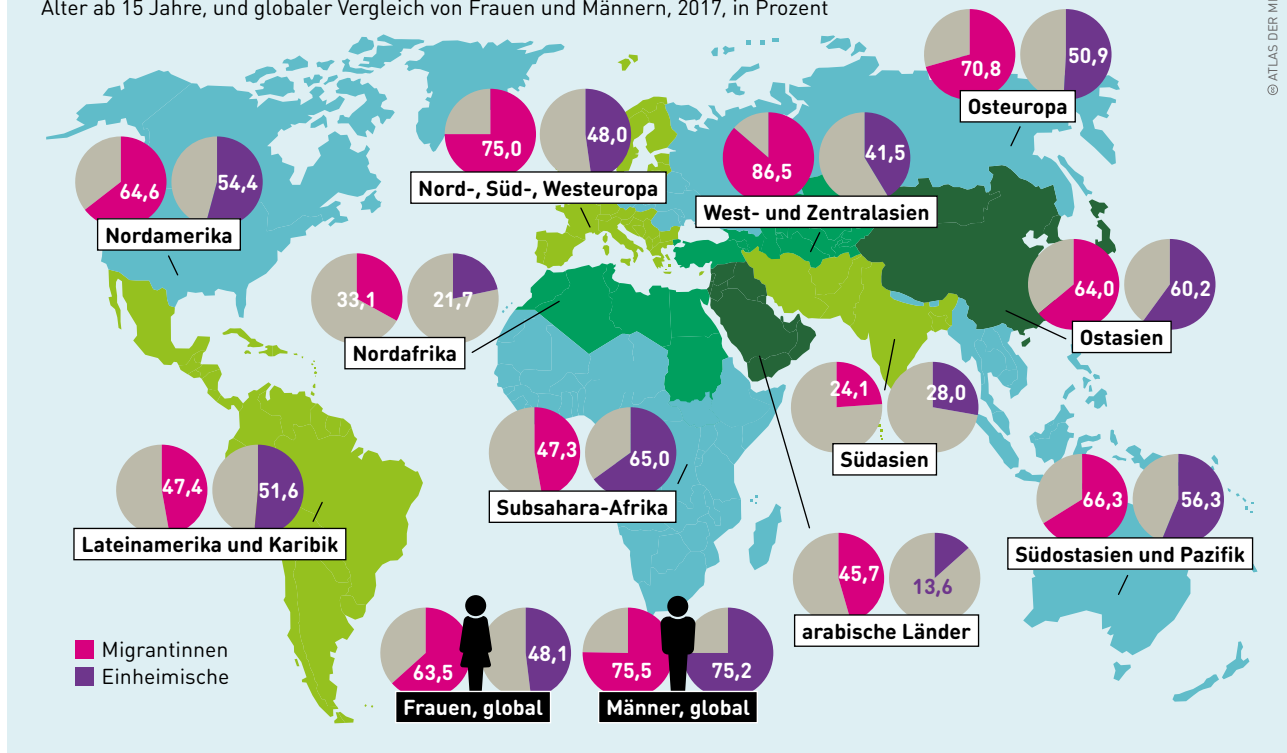 Alter ab 15 Jahre, und globaler Vergleich von Frauen und Männern, 2017, in Prozent
© ATLAS DER
70,8
50,9
Osteuropa
75,0
48,0
Nord-, Süd-, Westeuropa
86,5
41,5
West- und Zentralasien
64,6
54,4
Nordamerika
33,1
21,7
Nordafrika
64,0
60,2
Ostasien
24,1
28,0
Südasien
47,3
65,0
Subsahara-Afrika
47,4
51,6
Lateinamerika und Karibik
66,3
56,3
Südostasien und Pazifik
45,7
13,6
arabische Länder
Migrantinnen
Einheimische
63,5
48,1
Frauen, global
75,5
75,2
Männer, global